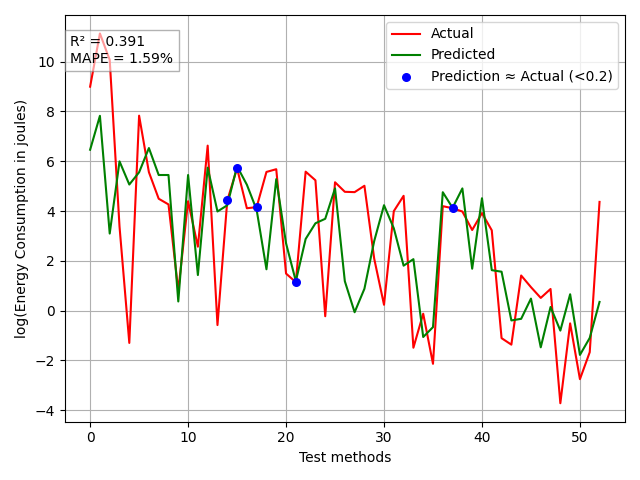 R² = 0.391
MAPE = 1.59%
Actual
Predicted
Prediction ≈ Actual (<0.2)
log(Energy Consumption in joules)
10
8
6
4
2
0
−2
−4
0 10 20 30 40 50
Test methods